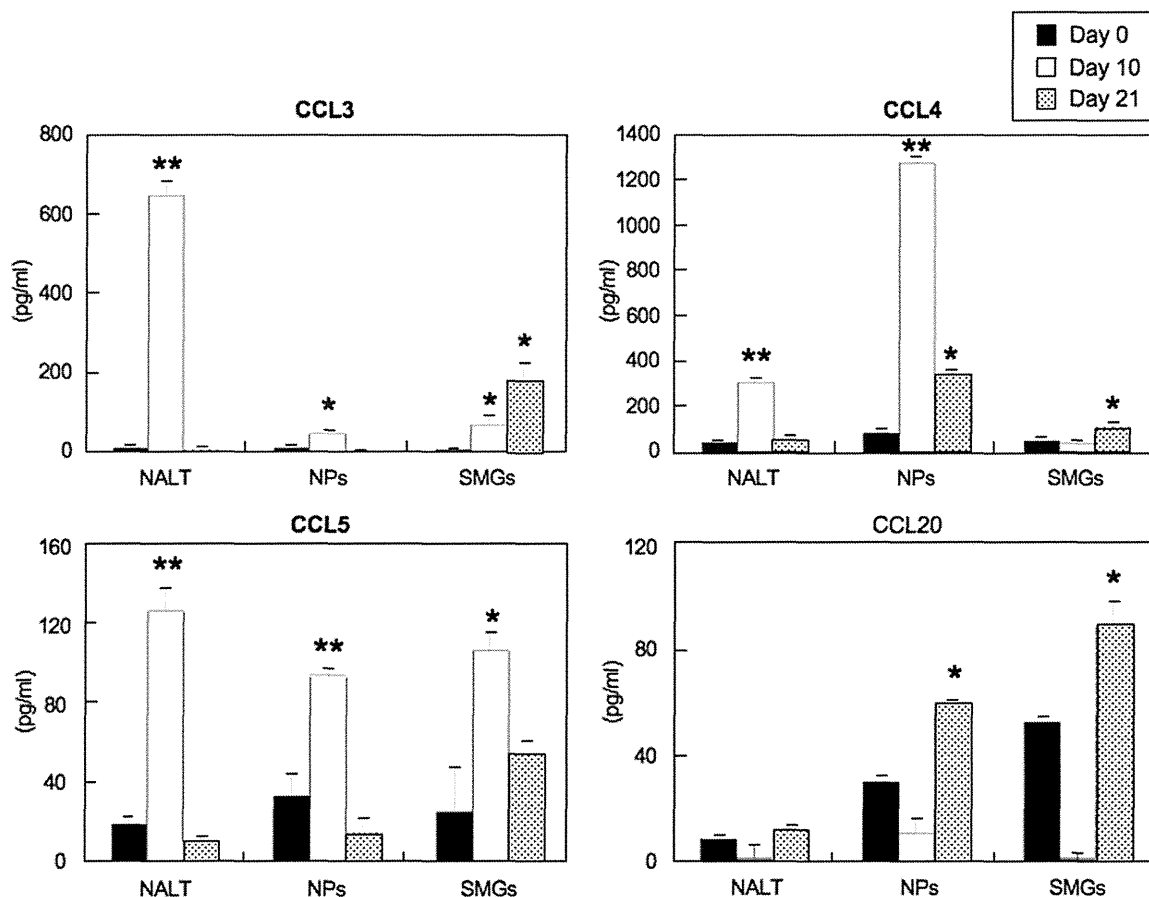 Day 0
Day 10
Day 21
CCL3
800
**
600
(pg/ml)
400
*
200
*
*
0
NALT NPs SMGs
CCL4
1400
**
1200
1000
(pg/ml)
800
600
400
**
*
200
*
0
NALT NPs SMGs
CCL5
160
**
120
*
**
(pg/ml)
80
40
0
NALT NPs SMGs
CCL20
120
*
80
*
(pg/ml)
40
0
NALT NPs SMGs